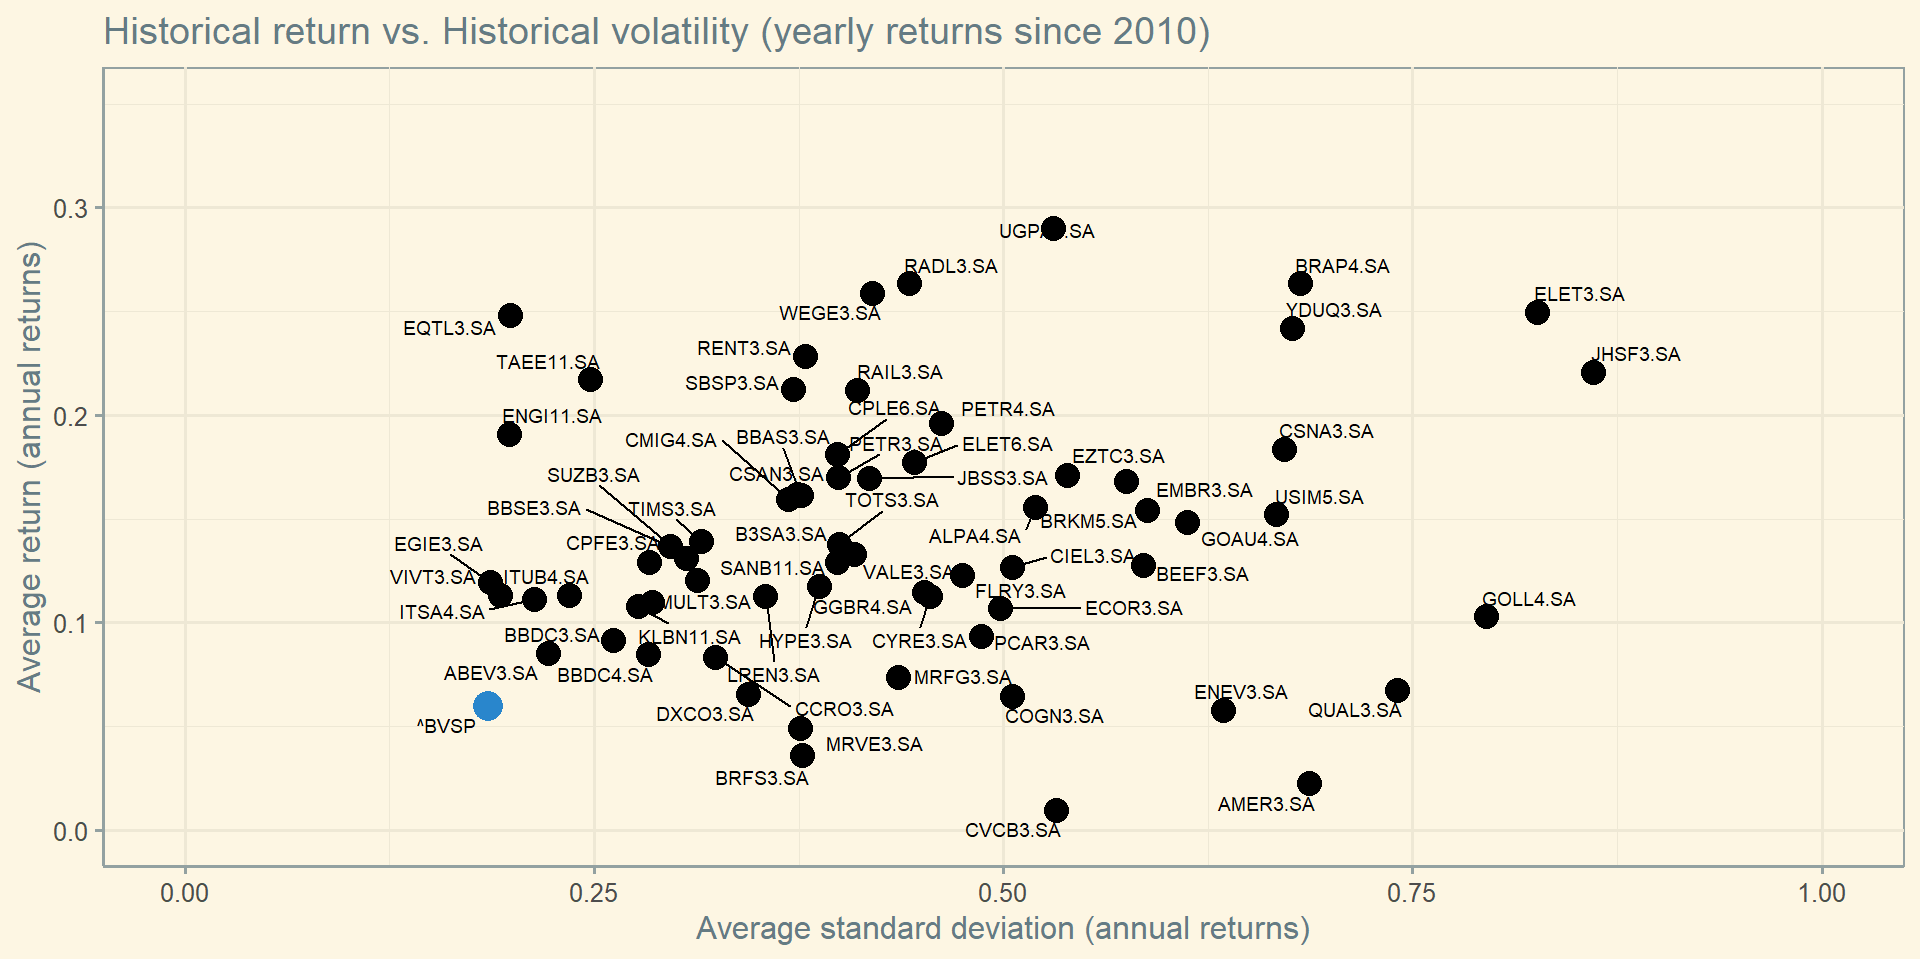 Historical return vs. Historical volatility (yearly returns since 2010)
Average return (annual returns)
0.3
0.2
0.1
0.0
UGPA
.SA
RADL3.SA
BRAP4.SA
ELET3.SA
WEGE3.SA
YDUQ3.SA
EQTL3.SA
RENT3.SA
JHSF3.SA
TAEE11.SA
RAIL3.SA
SBSP3.SA
CPLE6.SA
PETR4.SA
ENGI11.SA
CSNA3.SA
CMIG4.SA
BBAS3.SA
PETR3.SA
ELET6.SA
EZTC3.SA
SUZB3.SA
CSAN3.SA
JBSS3.SA
EMBR3.SA
USIM5.SA
TOTS3.SA
BBSE3.SA
TIMS3.SA
BRKM5.SA
B3SA3.SA
ALPA4.SA
GOAU4.SA
EGIE3.SA
CPFE3.SA
CIEL3.SA
SANB11.SA
VALE3.SA
BEEF3.SA
VIVT3.SA
ITUB4.SA
FLRY3.SA
GOLL4.SA
MULT3.SA
GGBR4.SA
ECOR3.SA
ITSA4.SA
BBDC3.SA
KLBN11.SA
HYPE3.SA
CYRE3.SA
PCAR3.SA
ABEV3.SA
BBDC4.SA
LREN3.SA
MRFG3.SA
ENEV3.SA
DXCO3.SA
CCRO3.SA
COGN3.SA
QUAL3.SA
^BVSP
MRVE3.SA
BRFS3.SA
AMER3.SA
CVCB3.SA
0.00
0.25
0.50
0.75
1.00
Average standard deviation (annual returns)